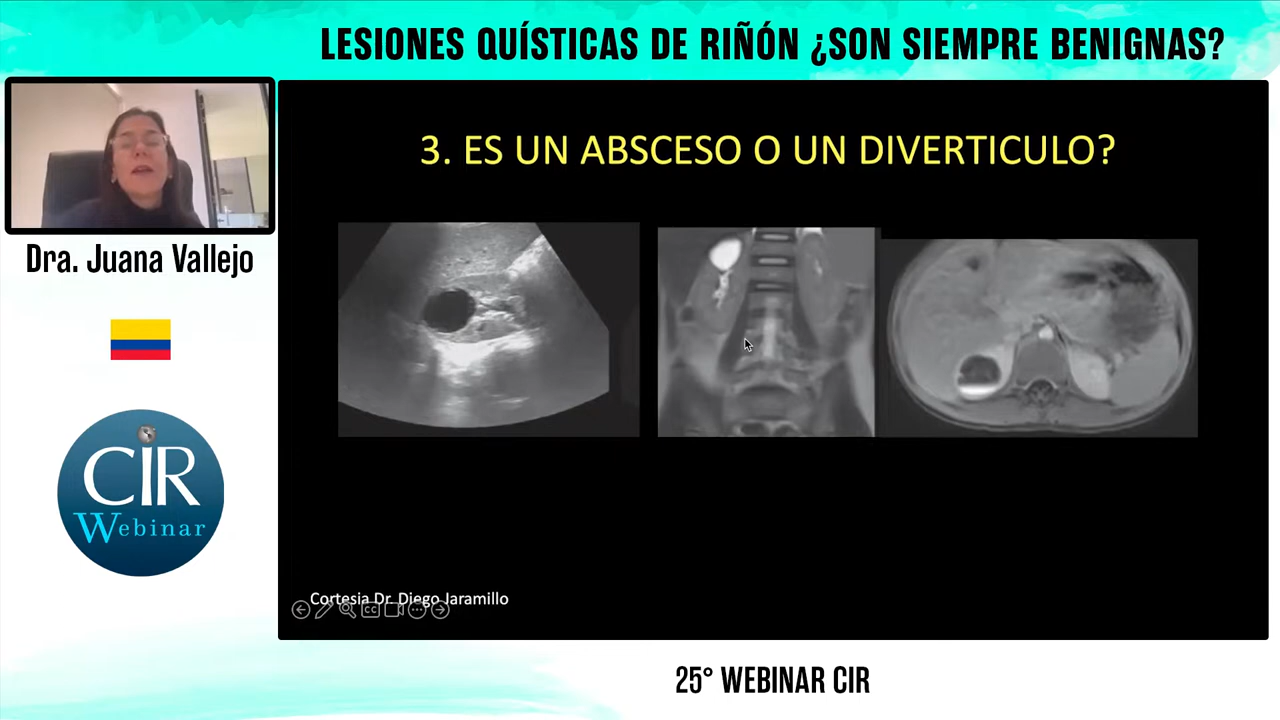 LESIONES QUÍSTICAS DE RIÑÓN ¿SON SIEMPRE BENIGNAS?
3. ES UN ABSCESO O UN DIVERTICULO?
Dra. Juana Vallejo
CIR
Webinar
Cortesia Dr. Diego Jaramillo
CC
25° WEBINAR CIR